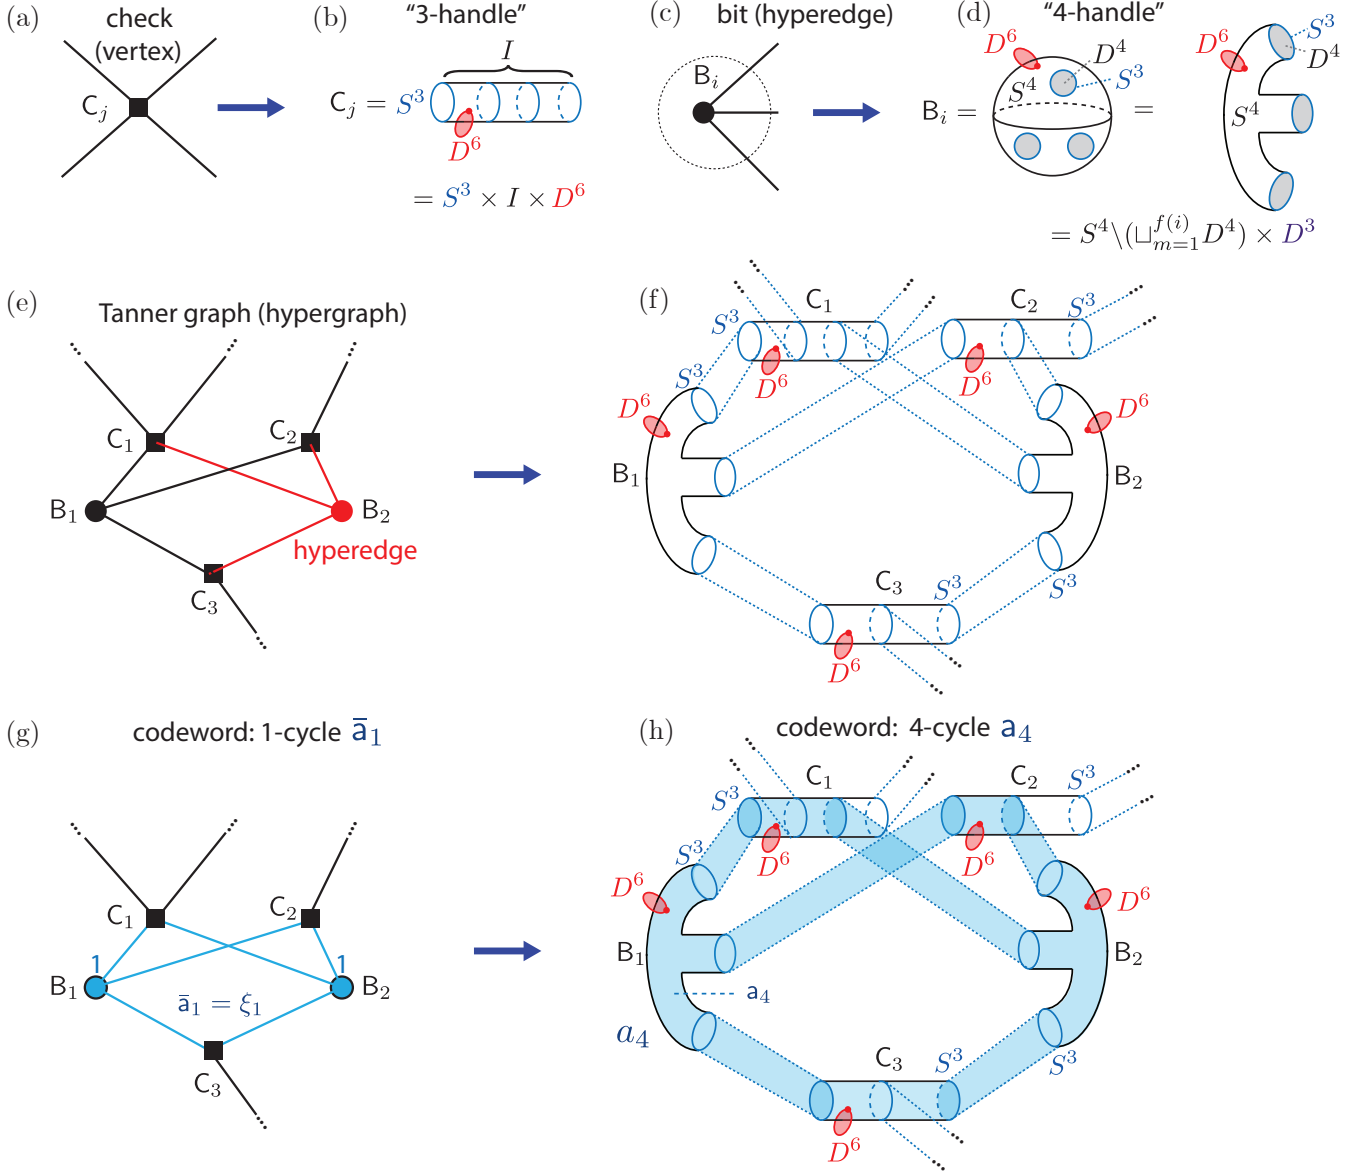 (a)
check
(vertex)
C_j
(b)
"3-handle"
I
C_j = S^3
D^6
= S^3 × I × D^6
(c)
bit (hyperedge)
B_i
(d)
"4-handle"
D^6
D^4
S^3
S^4
B_i =
=
D^6
S^3
D^4
S^4
= S^4\(⊔_{m=1}^{f(i)} D^4) × D^3
(e)
Tanner graph (hypergraph)
C_1
C_2
B_1
B_2
hyperedge
C_3
(f)
C_1
C_2
S^3
S^3
S^3
D^6
D^6
D^6
D^6
B_1
B_2
C_3
S^3
S^3
D^6
(g)
codeword: 1-cycle ā_1
C_1
C_2
1
1
B_1
B_2
ā_1 = ξ_1
C_3
(h)
codeword: 4-cycle a_4
C_1
C_2
S^3
S^3
S^3
D^6
D^6
D^6
D^6
B_1
B_2
a_4
a_4
C_3
S^3
S^3
D^6